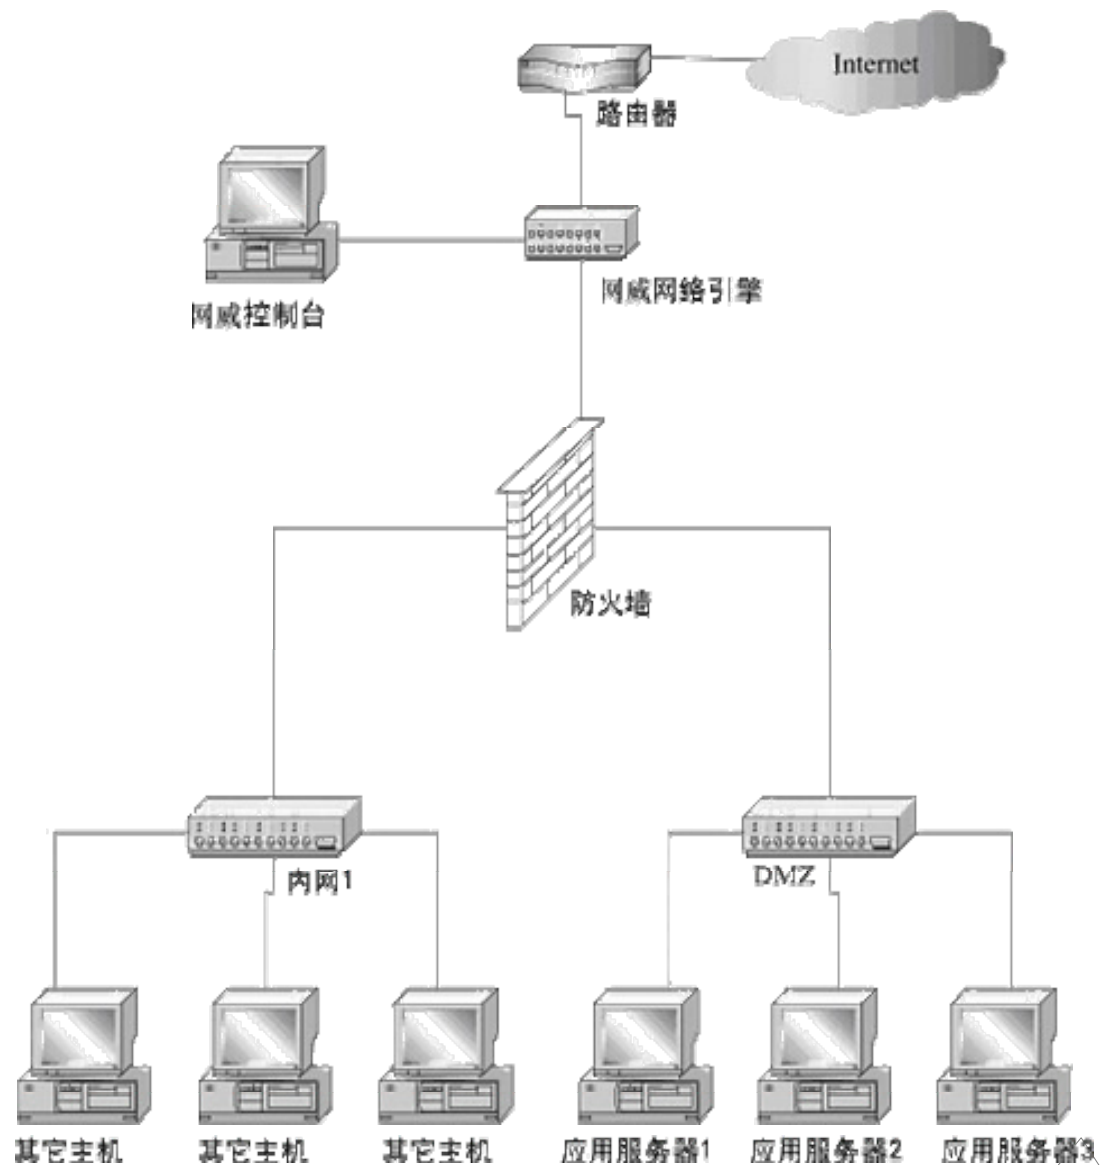 Internet
路由器
网威网络引擎
网威控制台
防火墙
内网1
DMZ
其它主机
其它主机
其它主机
应用服务器1
应用服务器2
应用服务器3